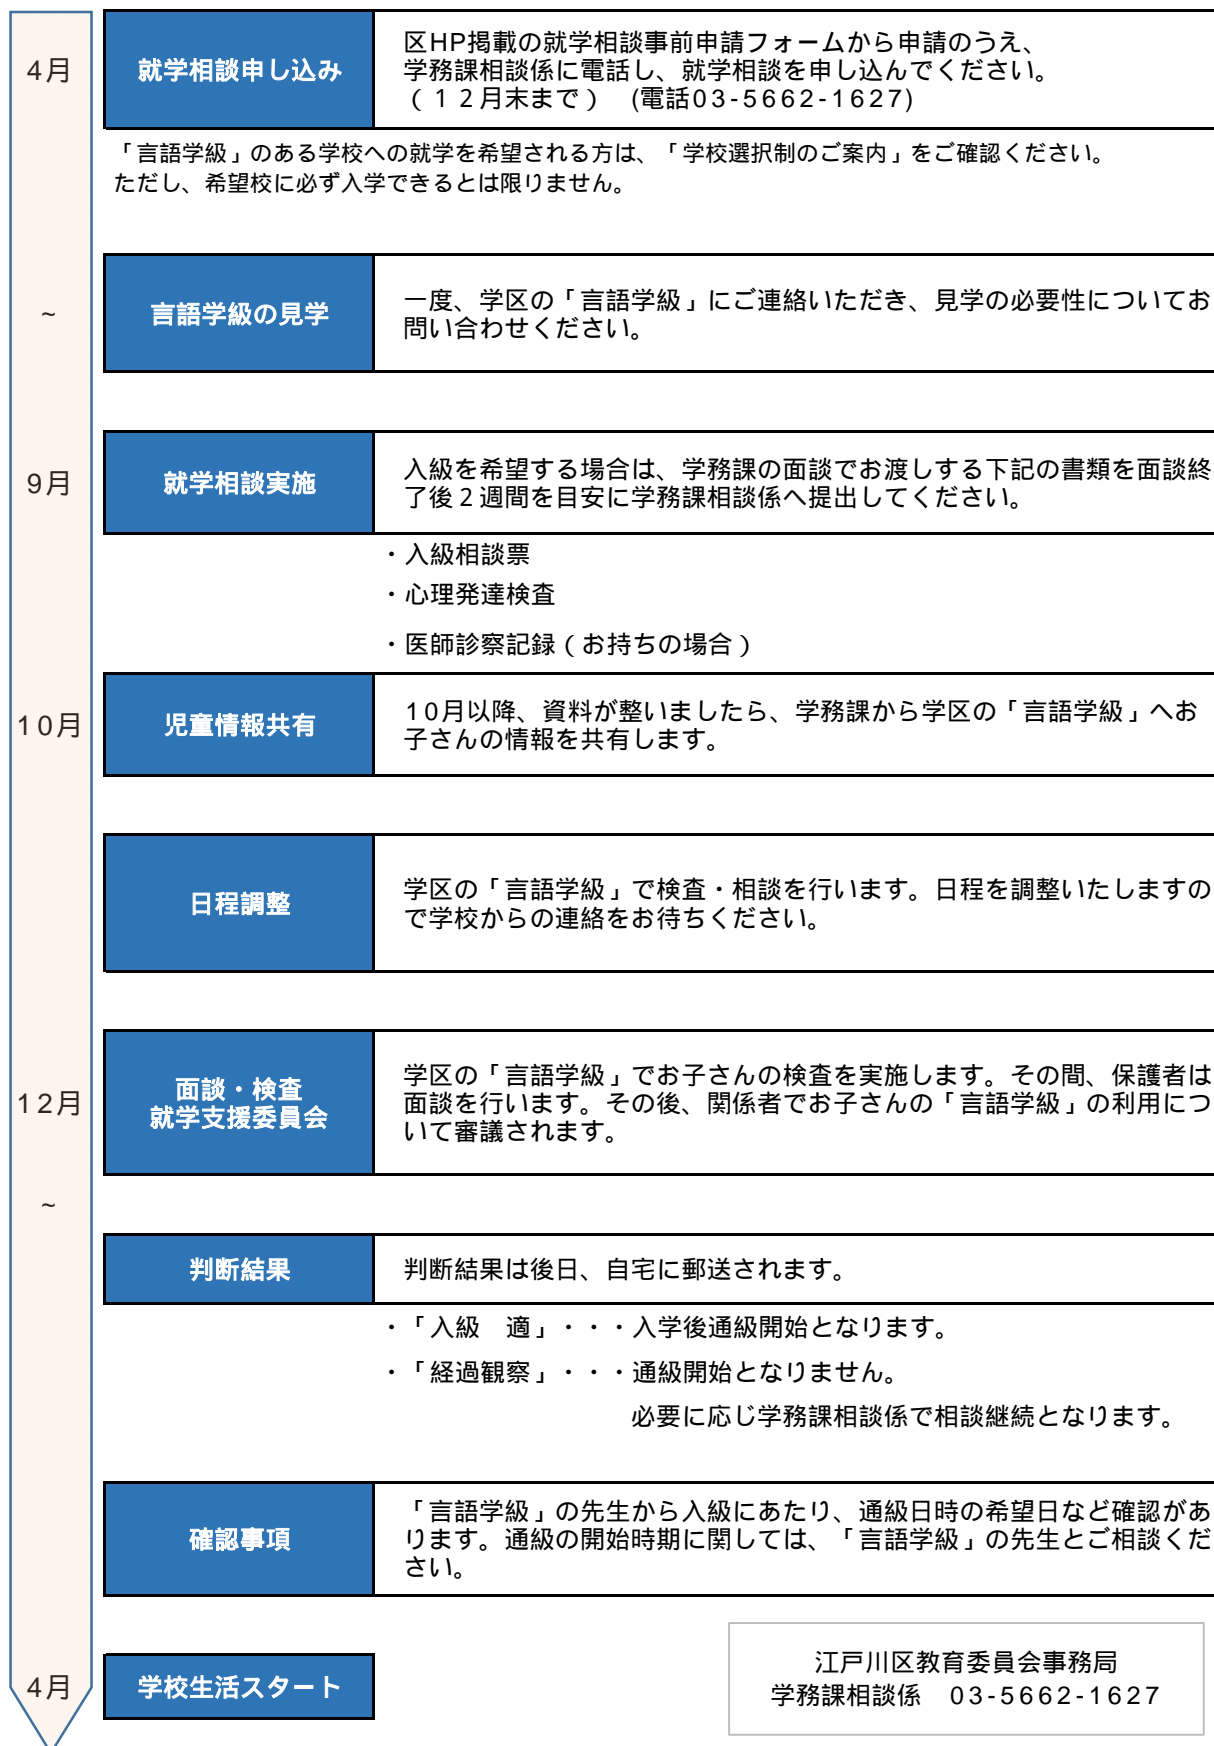 4月
就学相談申し込み
区HP掲載の就学相談事前申請フォームから申請のうえ、
学務課相談係に電話し、就学相談を申し込んでください。
（１２月末まで）　(電話03-5662-1627)
「言語学級」のある学校への就学を希望される方は、「学校選択制のご案内」をご確認ください。
ただし、希望校に必ず入学できるとは限りません。
~
言語学級の見学
一度、学区の「言語学級」にご連絡いただき、見学の必要性についてお
問い合わせください。
9月
就学相談実施
入級を希望する場合は、学務課の面談でお渡しする下記の書類を面談終
了後２週間を目安に学務課相談係へ提出してください。
・入級相談票
・心理発達検査
・医師診察記録（お持ちの場合）
10月
児童情報共有
10月以降、資料が整いましたら、学務課から学区の「言語学級」へお
子さんの情報を共有します。
日程調整
学区の「言語学級」で検査・相談を行います。日程を調整いたしますの
で学校からの連絡をお待ちください。
12月
面談・検査
就学支援委員会
学区の「言語学級」でお子さんの検査を実施します。その間、保護者は
面談を行います。その後、関係者でお子さんの「言語学級」の利用につ
いて審議されます。
~
判断結果
判断結果は後日、自宅に郵送されます。
・「入級　適」・・・入学後通級開始となります。
・「経過観察」・・・通級開始となりません。
必要に応じ学務課相談係で相談継続となります。
確認事項
「言語学級」の先生から入級にあたり、通級日時の希望日など確認があ
ります。通級の開始時期に関しては、「言語学級」の先生とご相談くだ
さい。
4月
学校生活スタート
江戸川区教育委員会事務局
学務課相談係　03-5662-1627